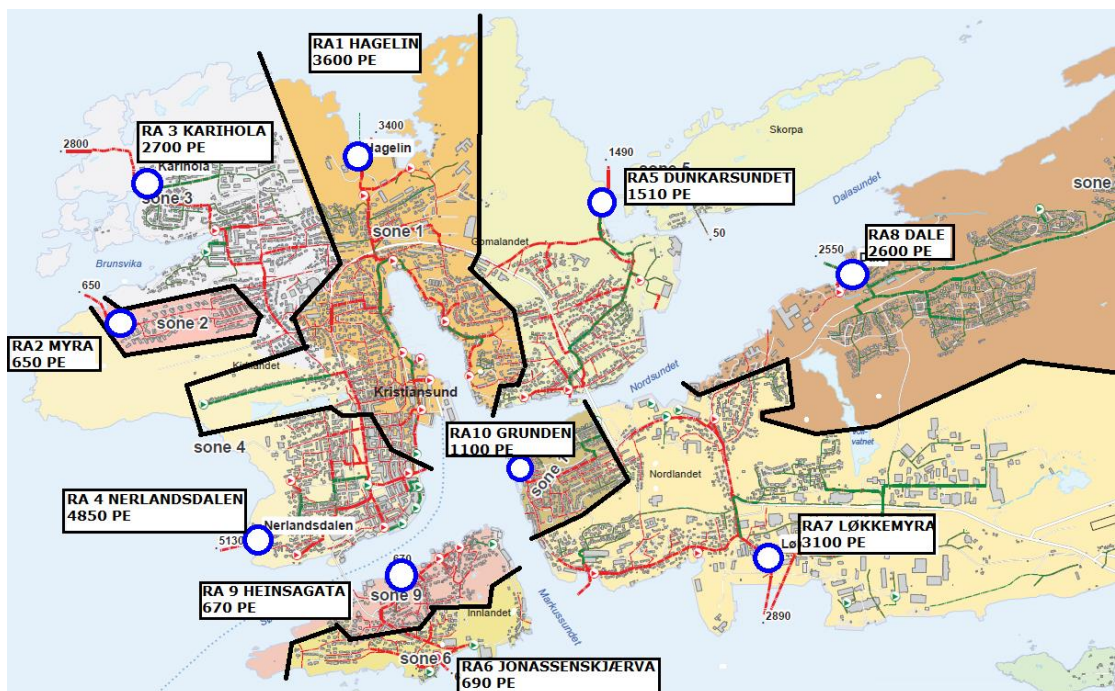 RA1 HAGELIN
3600 PE
3400
Hagelin
RA 3 KARIHOLA
2700 PE
2800
Karihola
sone 3
sone 1
Skorpa
1490
sone 5
RA5 DUNKARSUNDET
1510 PE
50
Dalasundet
sone
Gomalandet
RA8 DALE
2600 PE
2550
Brunsvika
650
sone 2
RA2 MYRA
650 PE
Kirklandet
Kristiansund
Nordsundet
vatnet
sone 4
RA10 GRUNDEN
1100 PE
sone 1
Nordlandet
RA 4 NERLANDSDALEN
4850 PE
Nerlandsdalen
5130
RA7 LØKKEMYRA
3100 PE
Lø
670
RA 9 HEINSAGATA
670 PE
sone 9
Innlandet
Markussundet
2890
sone 6
RA6 JONASSENSKJÆRVA
690 PE